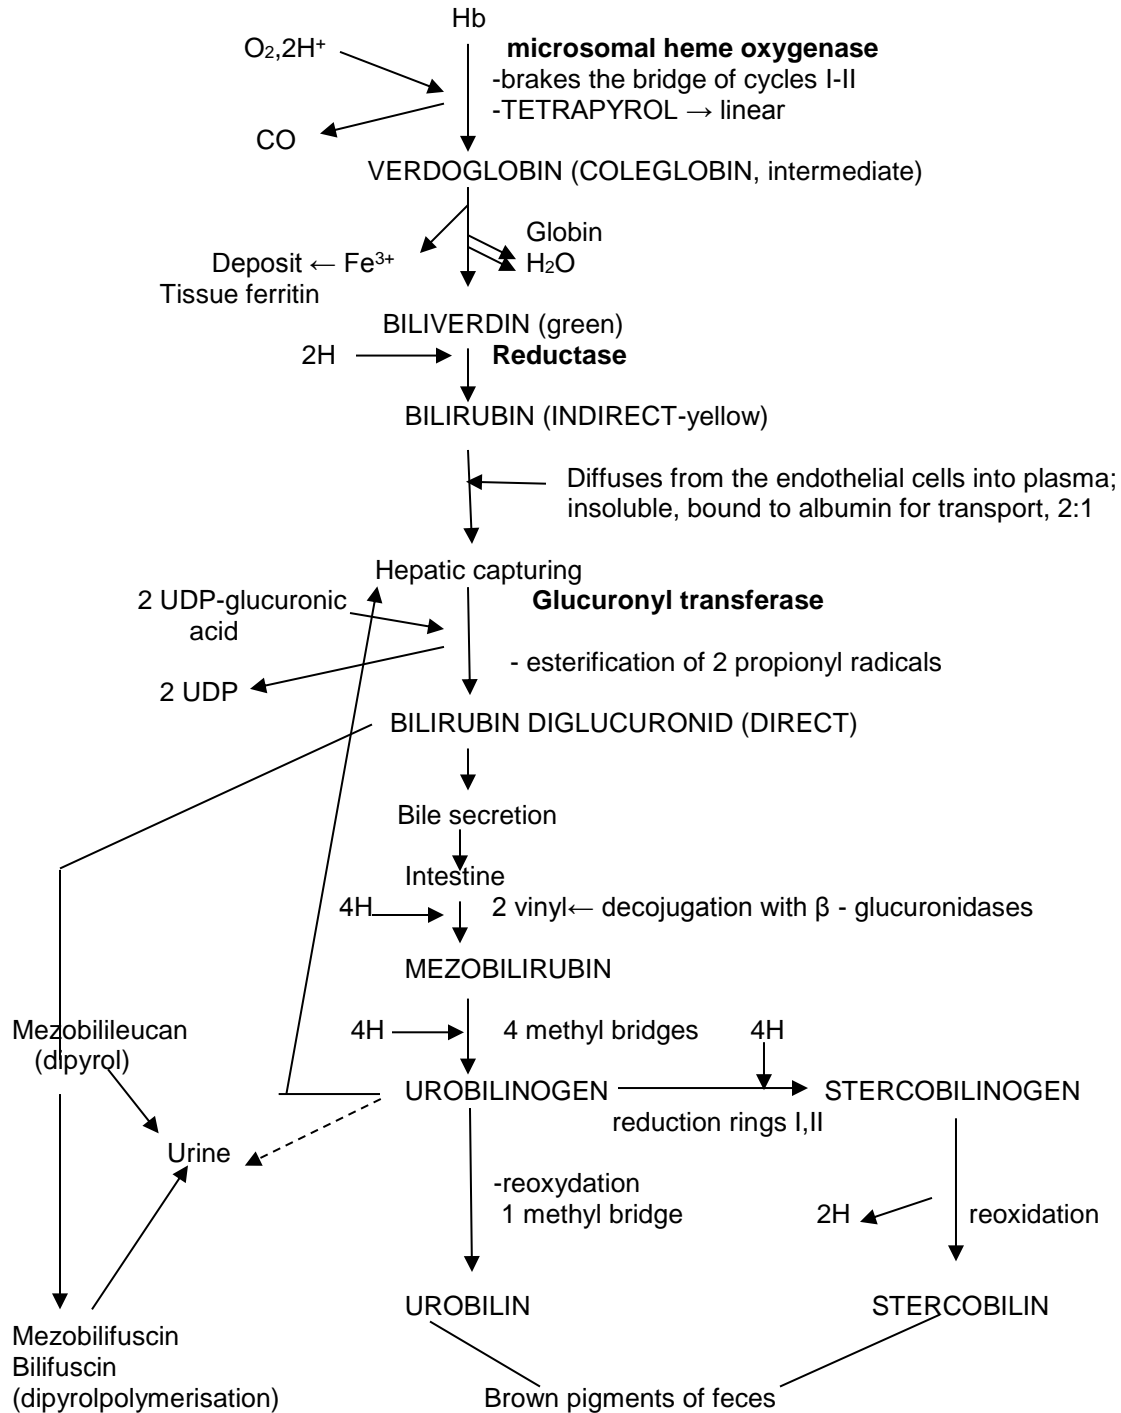 Hb
O₂,2H⁺
microsomal heme oxygenase
-brakes the bridge of cycles I-II
-TETRAPYROL → linear
CO
VERDOGLOBIN (COLEGLOBIN, intermediate)
Globin
Deposit ← Fe³⁺
H₂O
Tissue ferritin
BILIVERDIN (green)
2H
Reductase
BILIRUBIN (INDIRECT-yellow)
Diffuses from the endothelial cells into plasma;
insoluble, bound to albumin for transport, 2:1
Hepatic capturing
2 UDP-glucuronic
acid
Glucuronyl transferase
- esterification of 2 propionyl radicals
2 UDP
BILIRUBIN DIGLUCURONID (DIRECT)
Bile secretion
Intestine
4H
2 vinyl← decojugation with β - glucuronidases
MEZOBILIRUBIN
Mezobilileucan
(dipyrol)
4H
4 methyl bridges
4H
UROBILINOGEN
STERCOBILINOGEN
reduction rings I,II
Urine
-reoxydation
1 methyl bridge
2H
reoxidation
UROBILIN
STERCOBILIN
Mezobilifuscin
Bilifuscin
(dipyrolpolymerisation)
Brown pigments of feces